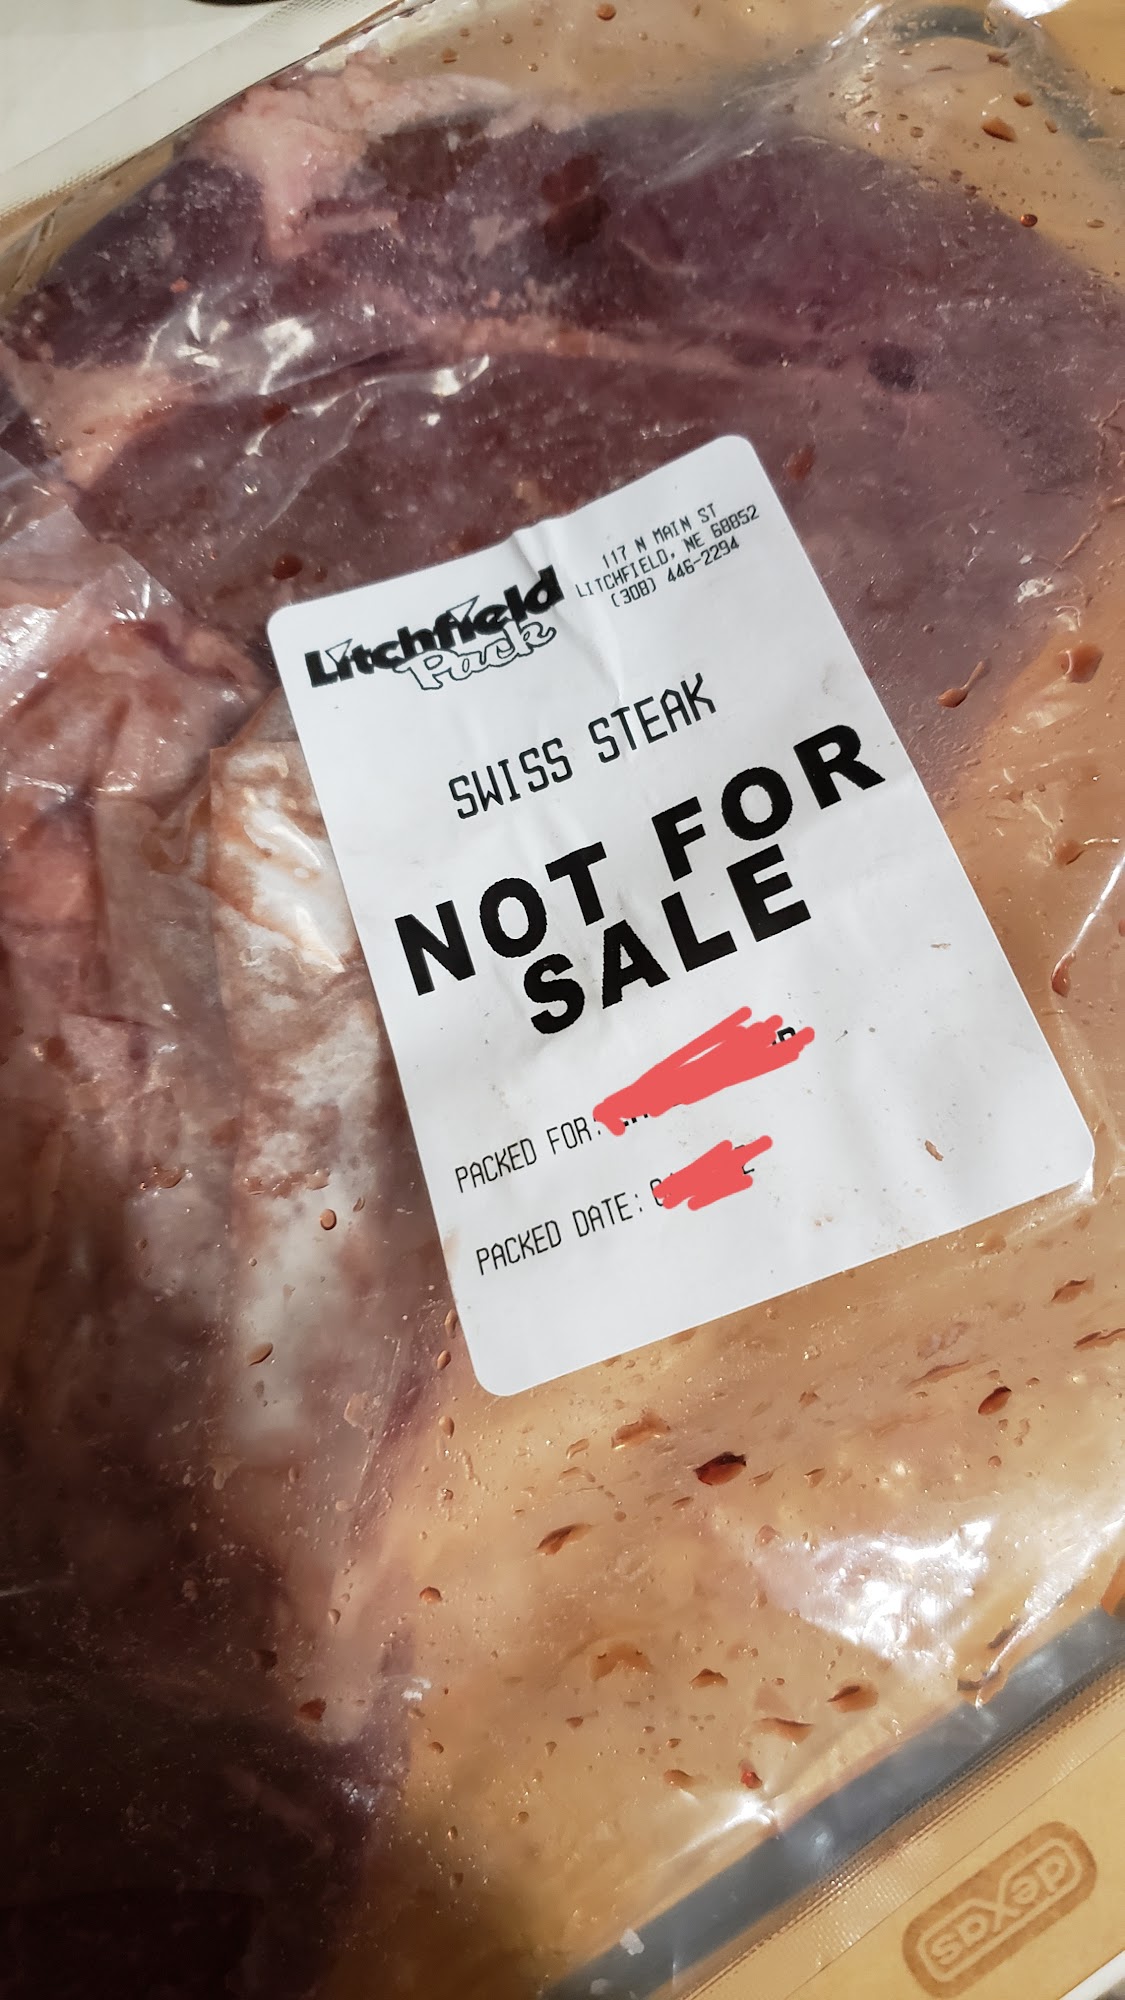 Litchfield
Pack
117 N MAIN ST
LITCHFIELD, NE 68852
(308) 446-2294
SWISS STEAK
NOT FOR
SALE
PACKED FOR:
PACKED DATE:
dexas